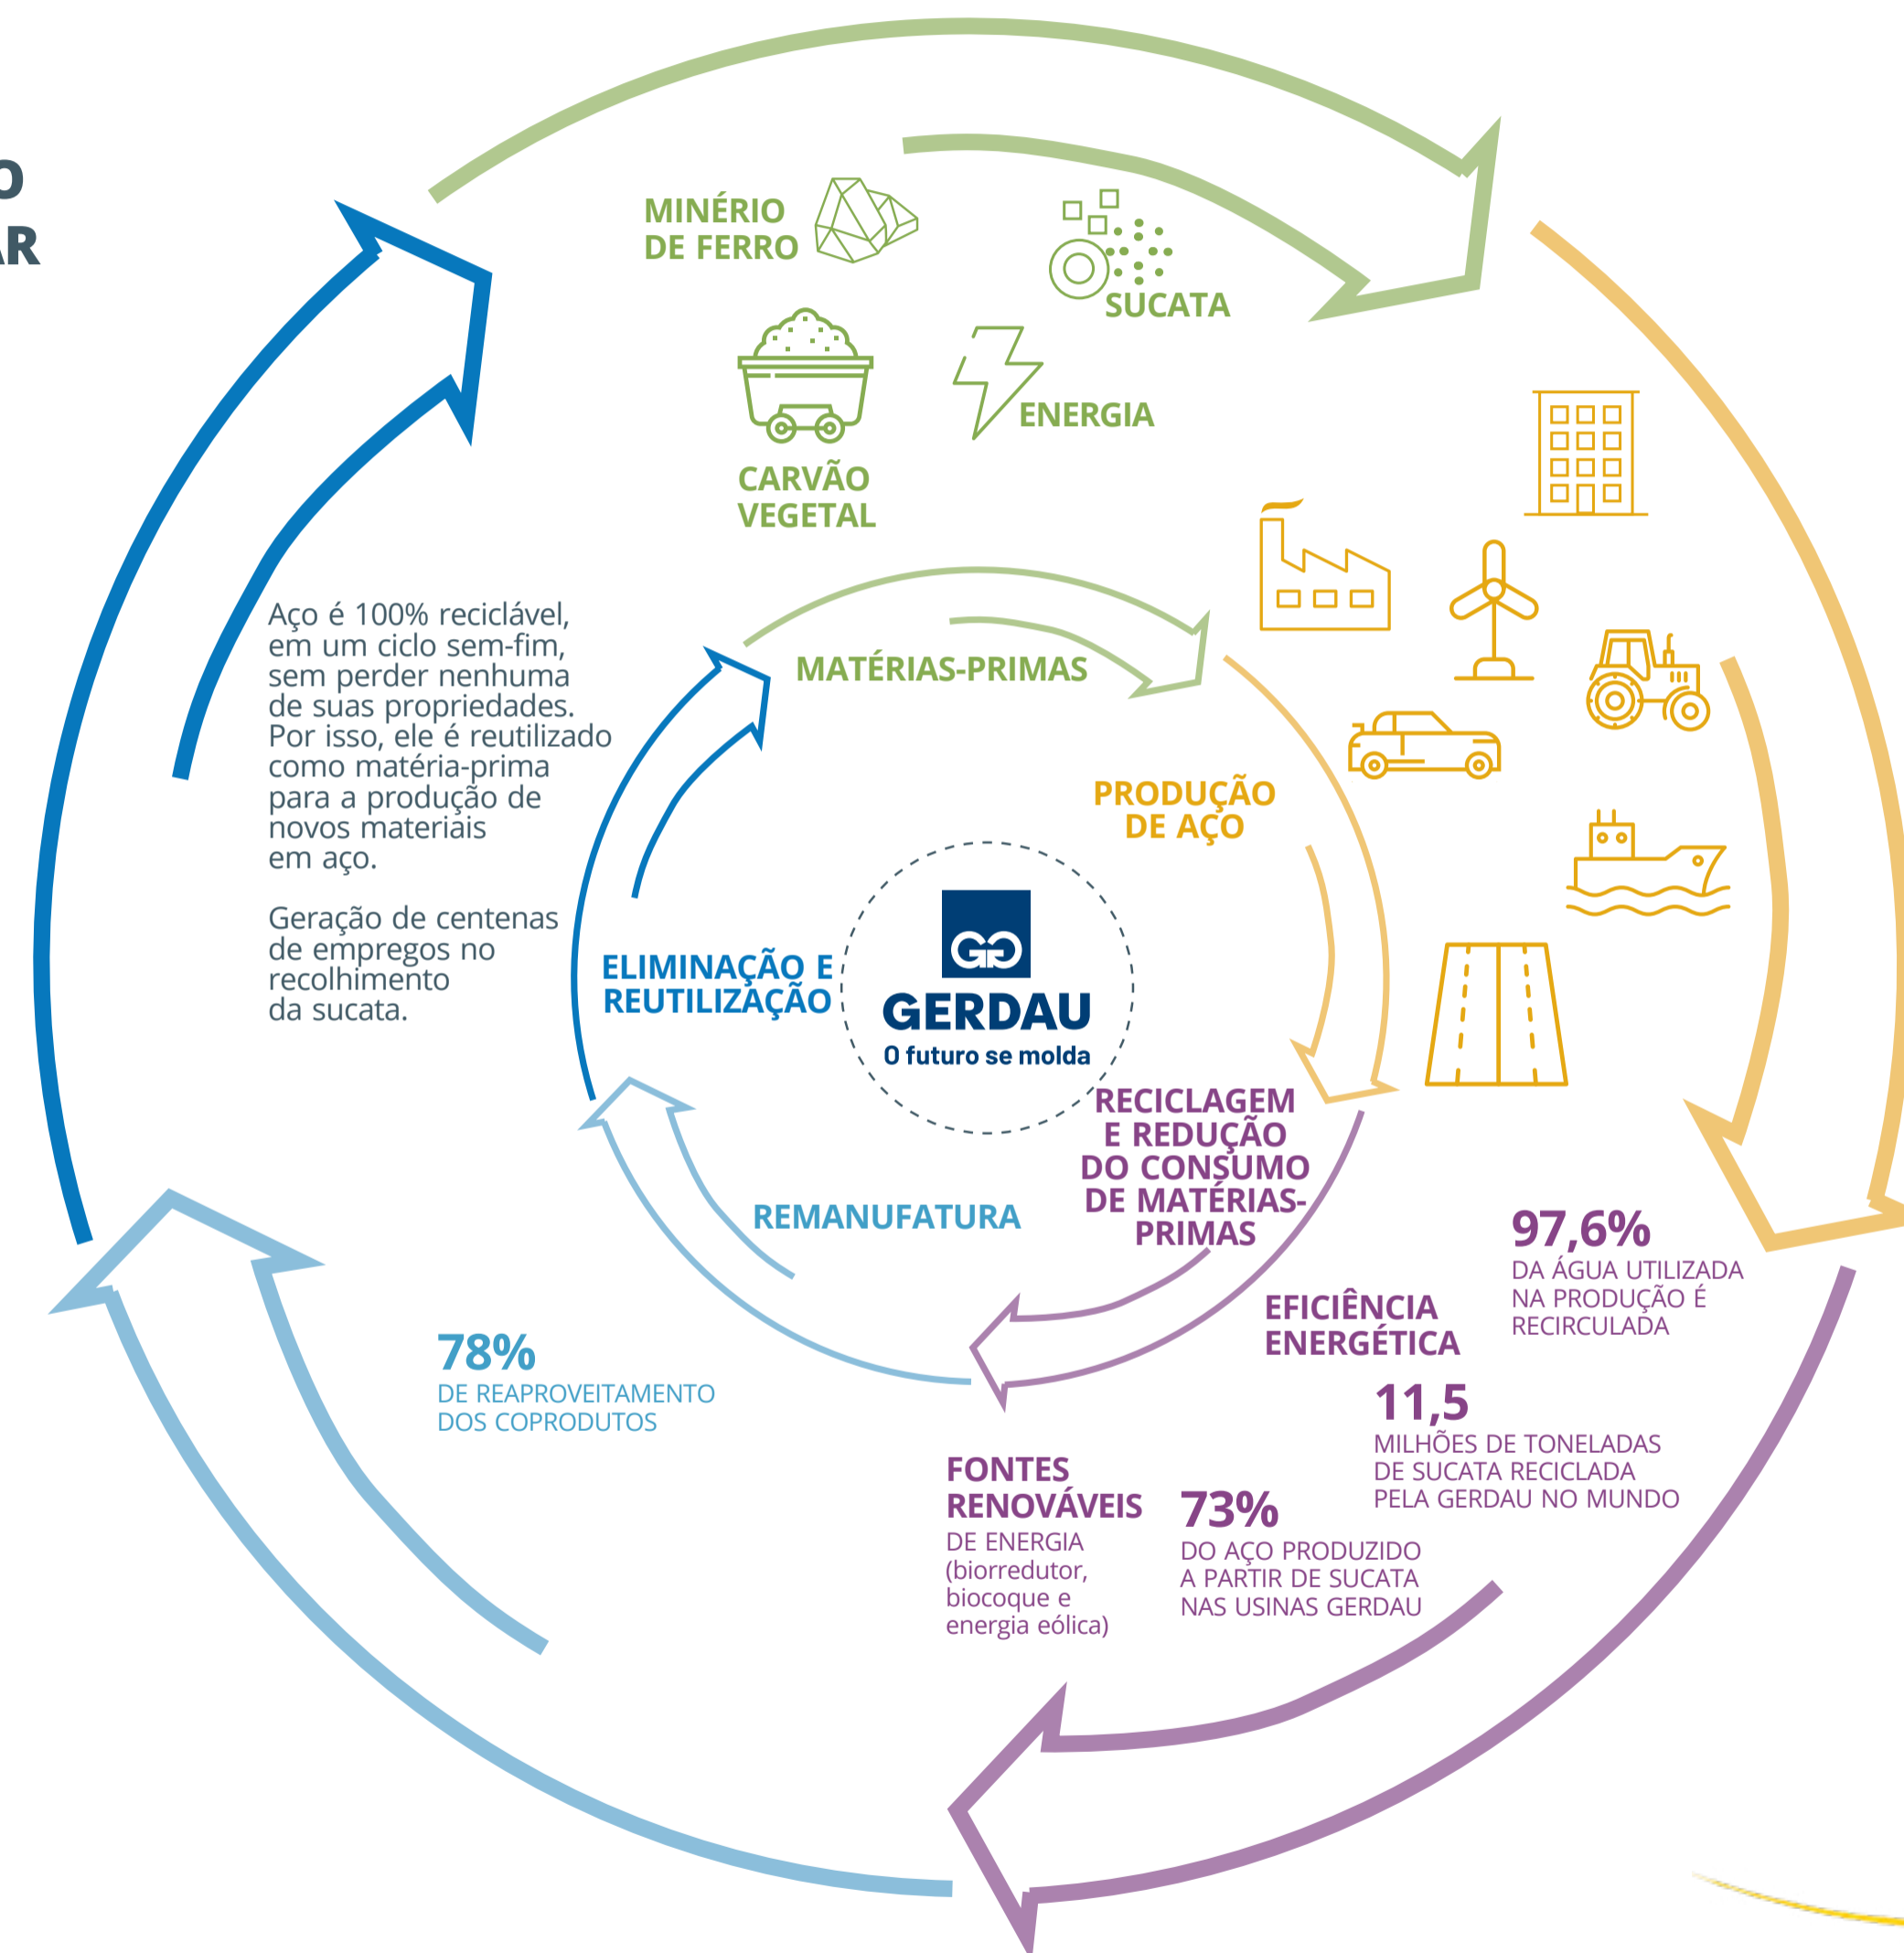 O
AR
MINÉRIO
DE FERRO
SUCATA
ENERGIA
CARVÃO
VEGETAL
MATÉRIAS-PRIMAS
PRODUÇÃO
DE AÇO
Aço é 100% reciclável,
em um ciclo sem-fim,
sem perder nenhuma
de suas propriedades.
Por isso, ele é reutilizado
como matéria-prima
para a produção de
novos materiais
em aço.
Geração de centenas
de empregos no
recolhimento
da sucata.
ELIMINAÇÃO E
REUTILIZAÇÃO
GERDAU
O futuro se molda
RECICLAGEM
E REDUÇÃO
DO CONSUMO
DE MATÉRIAS-
PRIMAS
REMANUFATURA
97,6%
DA ÁGUA UTILIZADA
NA PRODUÇÃO É
RECIRCULADA
EFICIÊNCIA
ENERGÉTICA
78%
DE REAPROVEITAMENTO
DOS COPRODUTOS
11,5
MILHÕES DE TONELADAS
DE SUCATA RECICLADA
PELA GERDAU NO MUNDO
FONTES
RENOVÁVEIS
DE ENERGIA
(biorredutor,
biocoque e
energia eólica)
73%
DO AÇO PRODUZIDO
A PARTIR DE SUCATA
NAS USINAS GERDAU